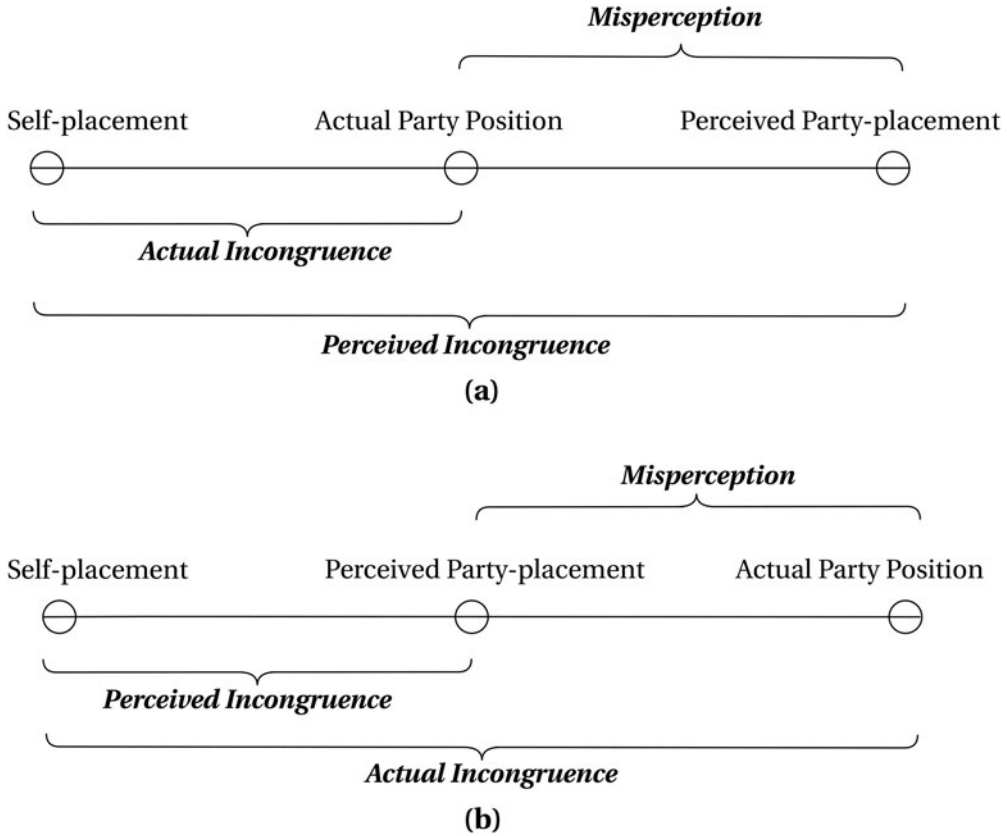 Misperception
Self-placement Actual Party Position Perceived Party-placement
Actual Incongruence
Perceived Incongruence
(a)
Misperception
Self-placement Perceived Party-placement Actual Party Position
Perceived Incongruence
Actual Incongruence
(b)